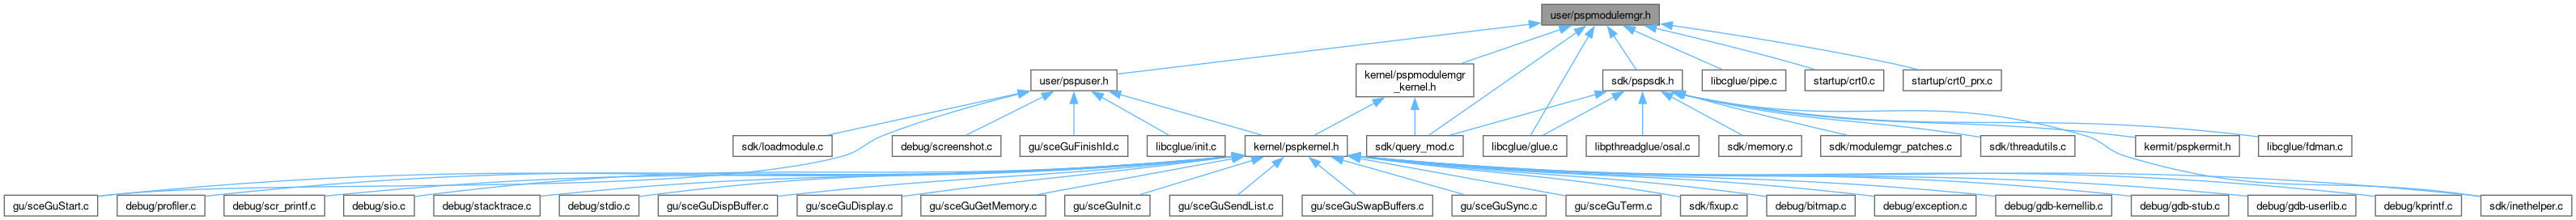 user/pspmodulemgr.h
user/pspuser.h
kernel/pspmodulemgr
_kernel.h
sdk/pspsdk.h
libcglue/pipe.c
startup/crt0.c
startup/crt0_prx.c
sdk/loadmodule.c
debug/screenshot.c
gu/sceGuFinishId.c
libcglue/init.c
kernel/pspkernel.h
sdk/query_mod.c
libcglue/glue.c
libpthreadglue/osal.c
sdk/memory.c
sdk/modulemgr_patches.c
sdk/threadutils.c
kermit/pspkermit.h
libcglue/fdman.c
gu/sceGuStart.c
debug/profiler.c
debug/scr_printf.c
debug/sio.c
debug/stacktrace.c
debug/stdio.c
gu/sceGuDispBuffer.c
gu/sceGuDisplay.c
gu/sceGuGetMemory.c
gu/sceGuInit.c
gu/sceGuSendList.c
gu/sceGuSwapBuffers.c
gu/sceGuSync.c
gu/sceGuTerm.c
sdk/fixup.c
debug/bitmap.c
debug/exception.c
debug/gdb-kernellib.c
debug/gdb-stub.c
debug/gdb-userlib.c
debug/kprintf.c
sdk/inethelper.c